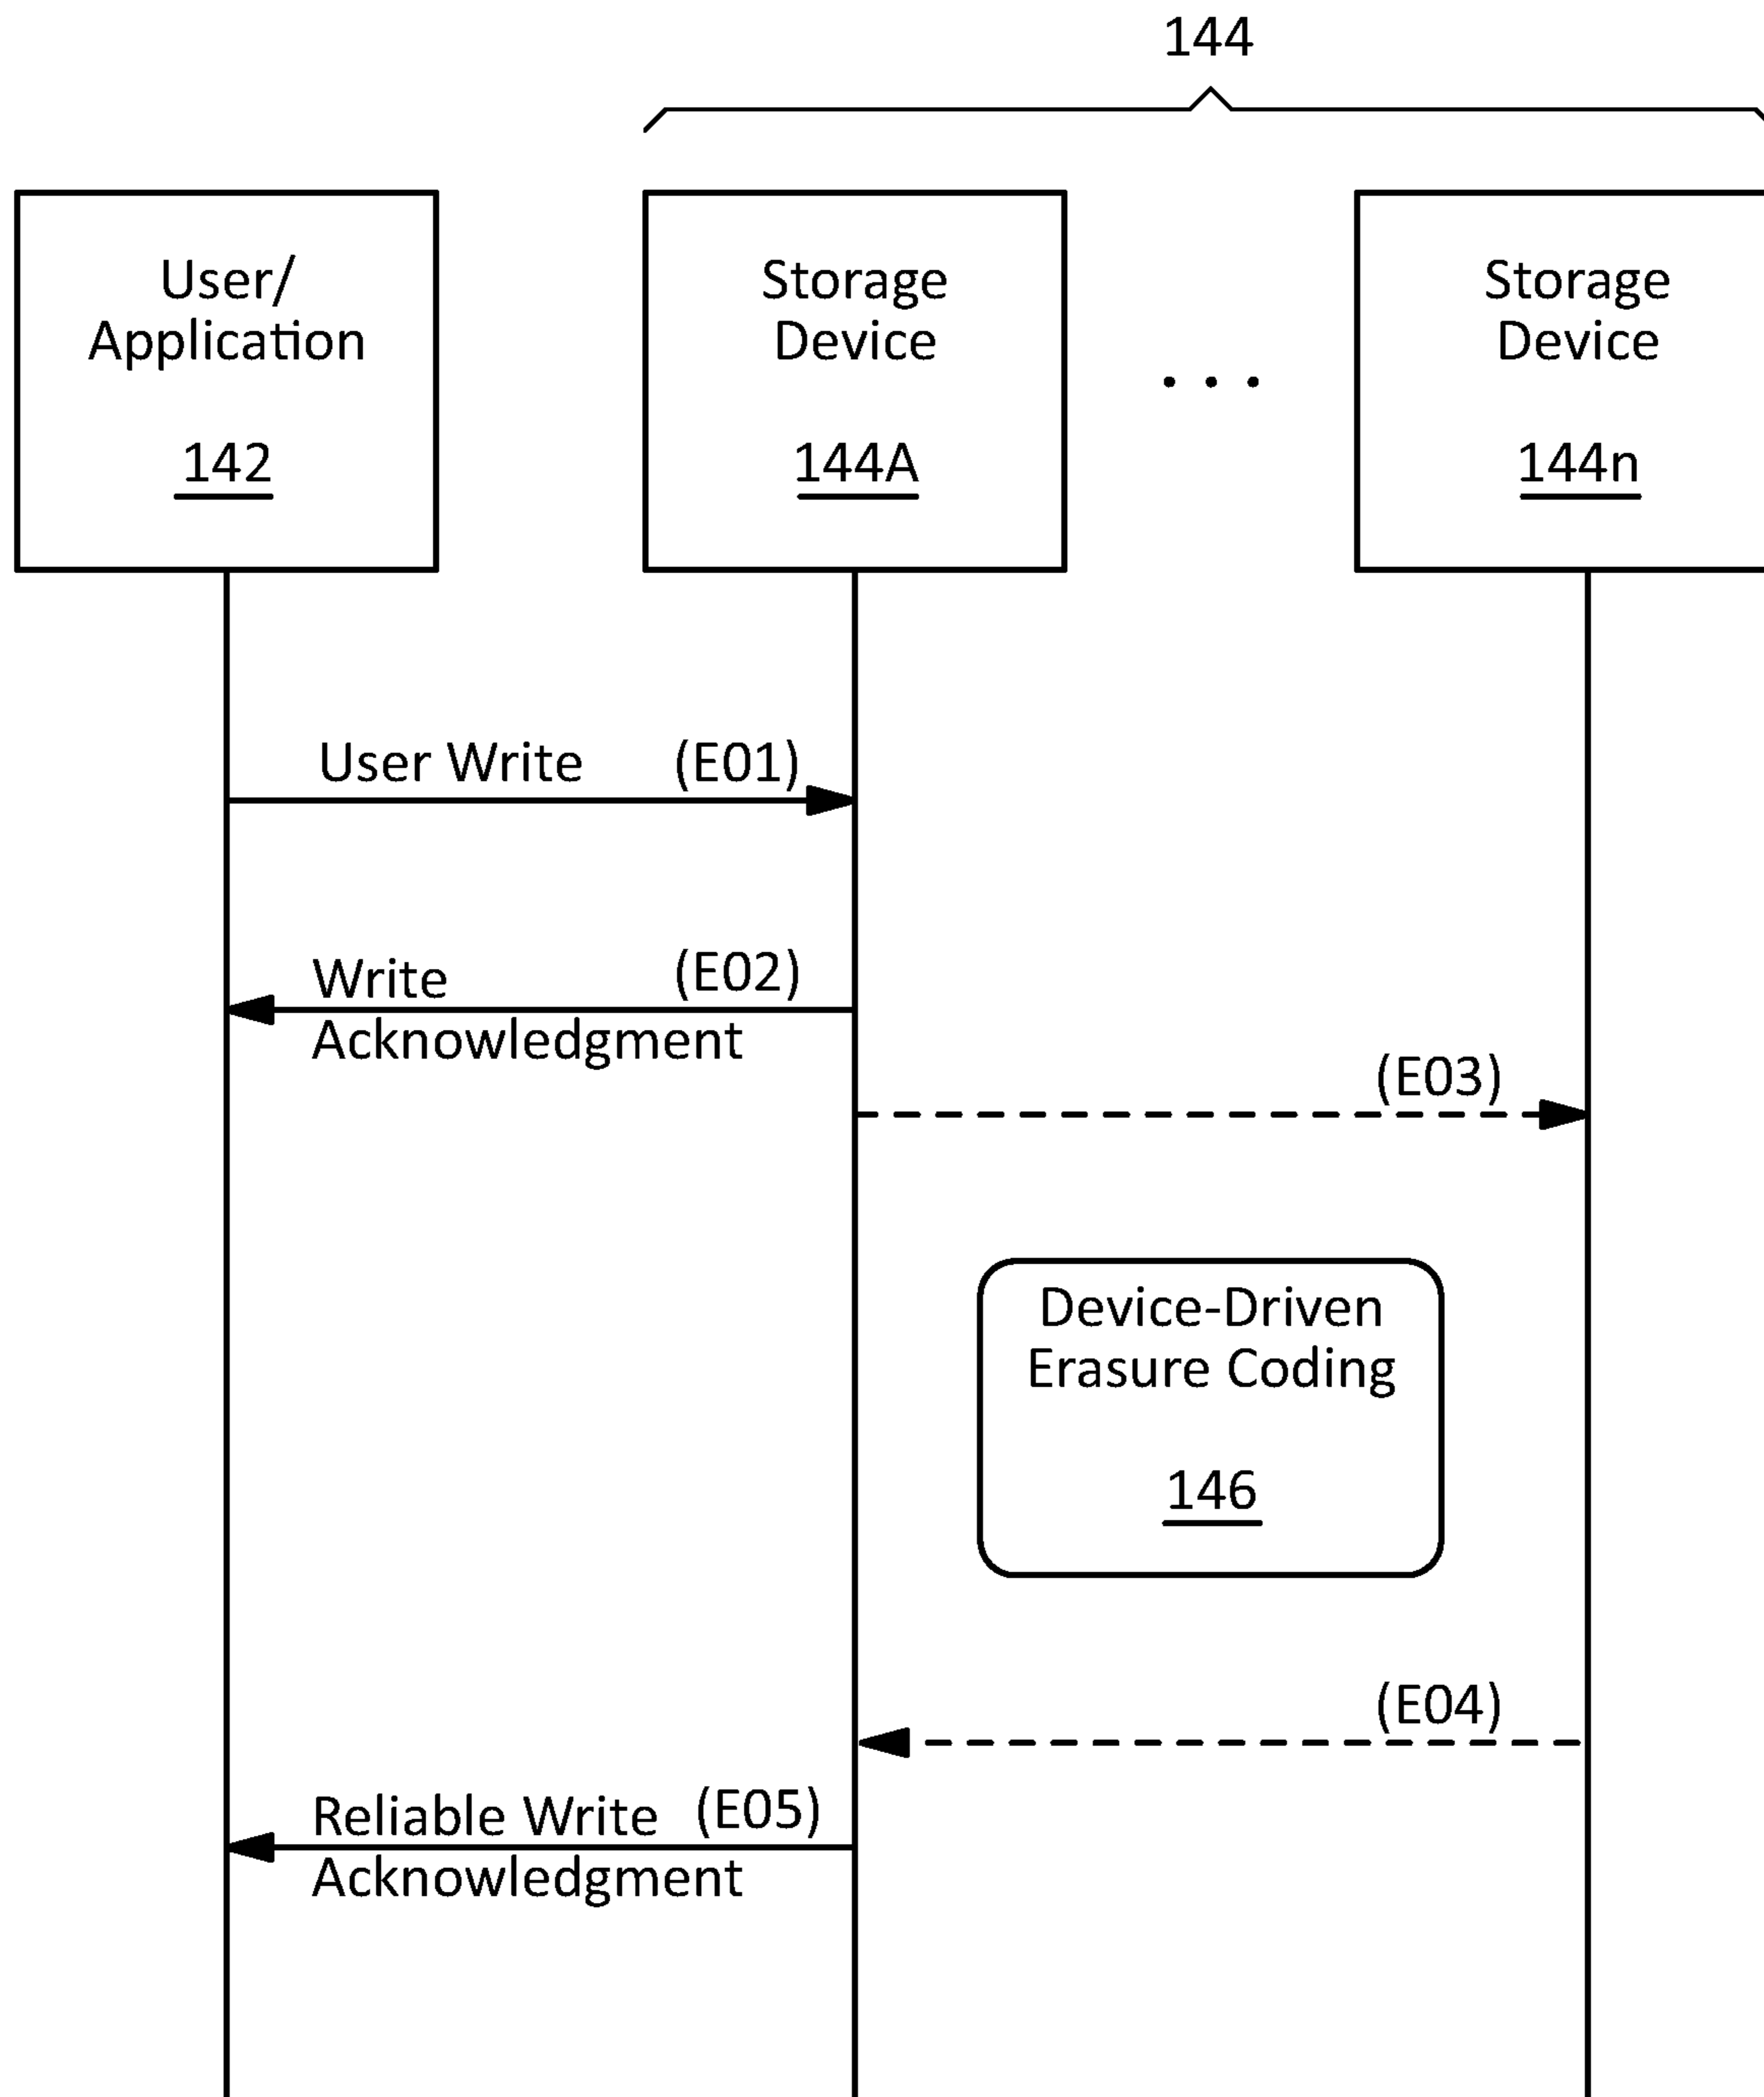 144
User/
Application
142
Storage
Device
144A
. . .
Storage
Device
144n
User Write (E01)
Write (E02)
Acknowledgment
(E03)
Device-Driven
Erasure Coding
146
(E04)
Reliable Write (E05)
Acknowledgment